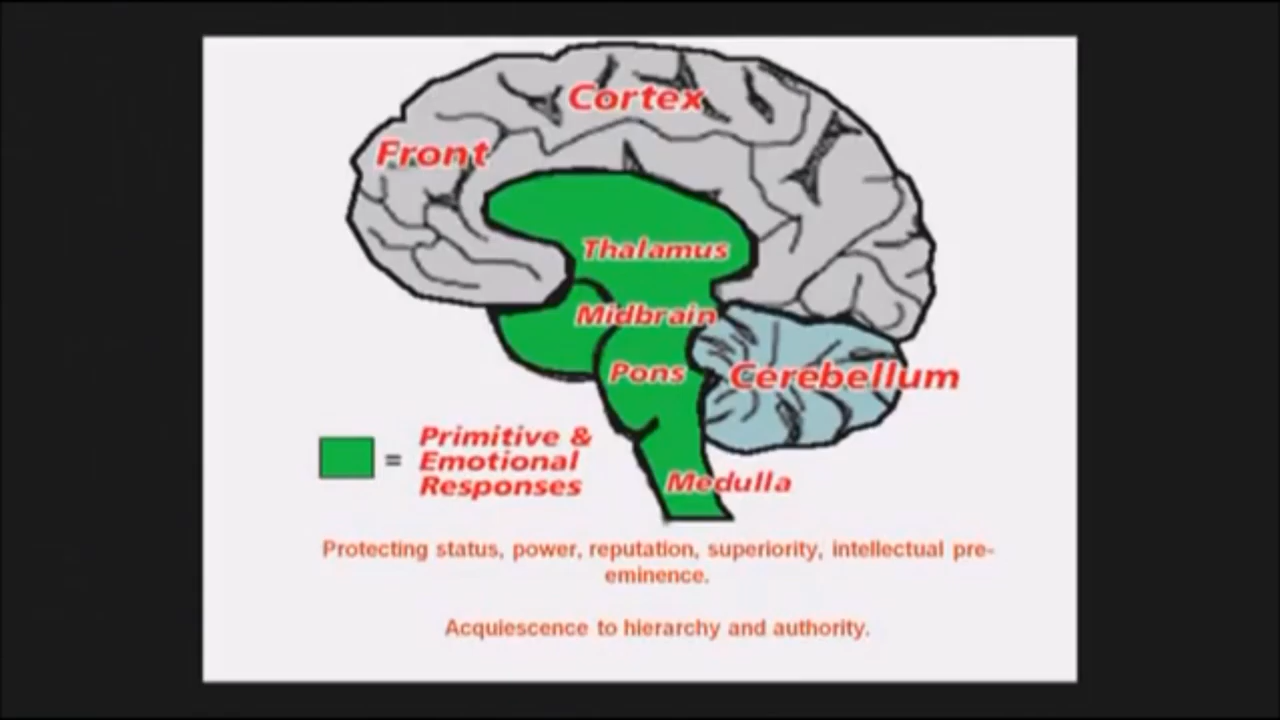 Cortex
Front
Thalamus
Midbrain
Pons
Cerebellum
= Primitive &
Emotional
Responses
Medulla
Protecting status, power, reputation, superiority, intellectual pre-
eminence.
Acquiescence to hierarchy and authority.